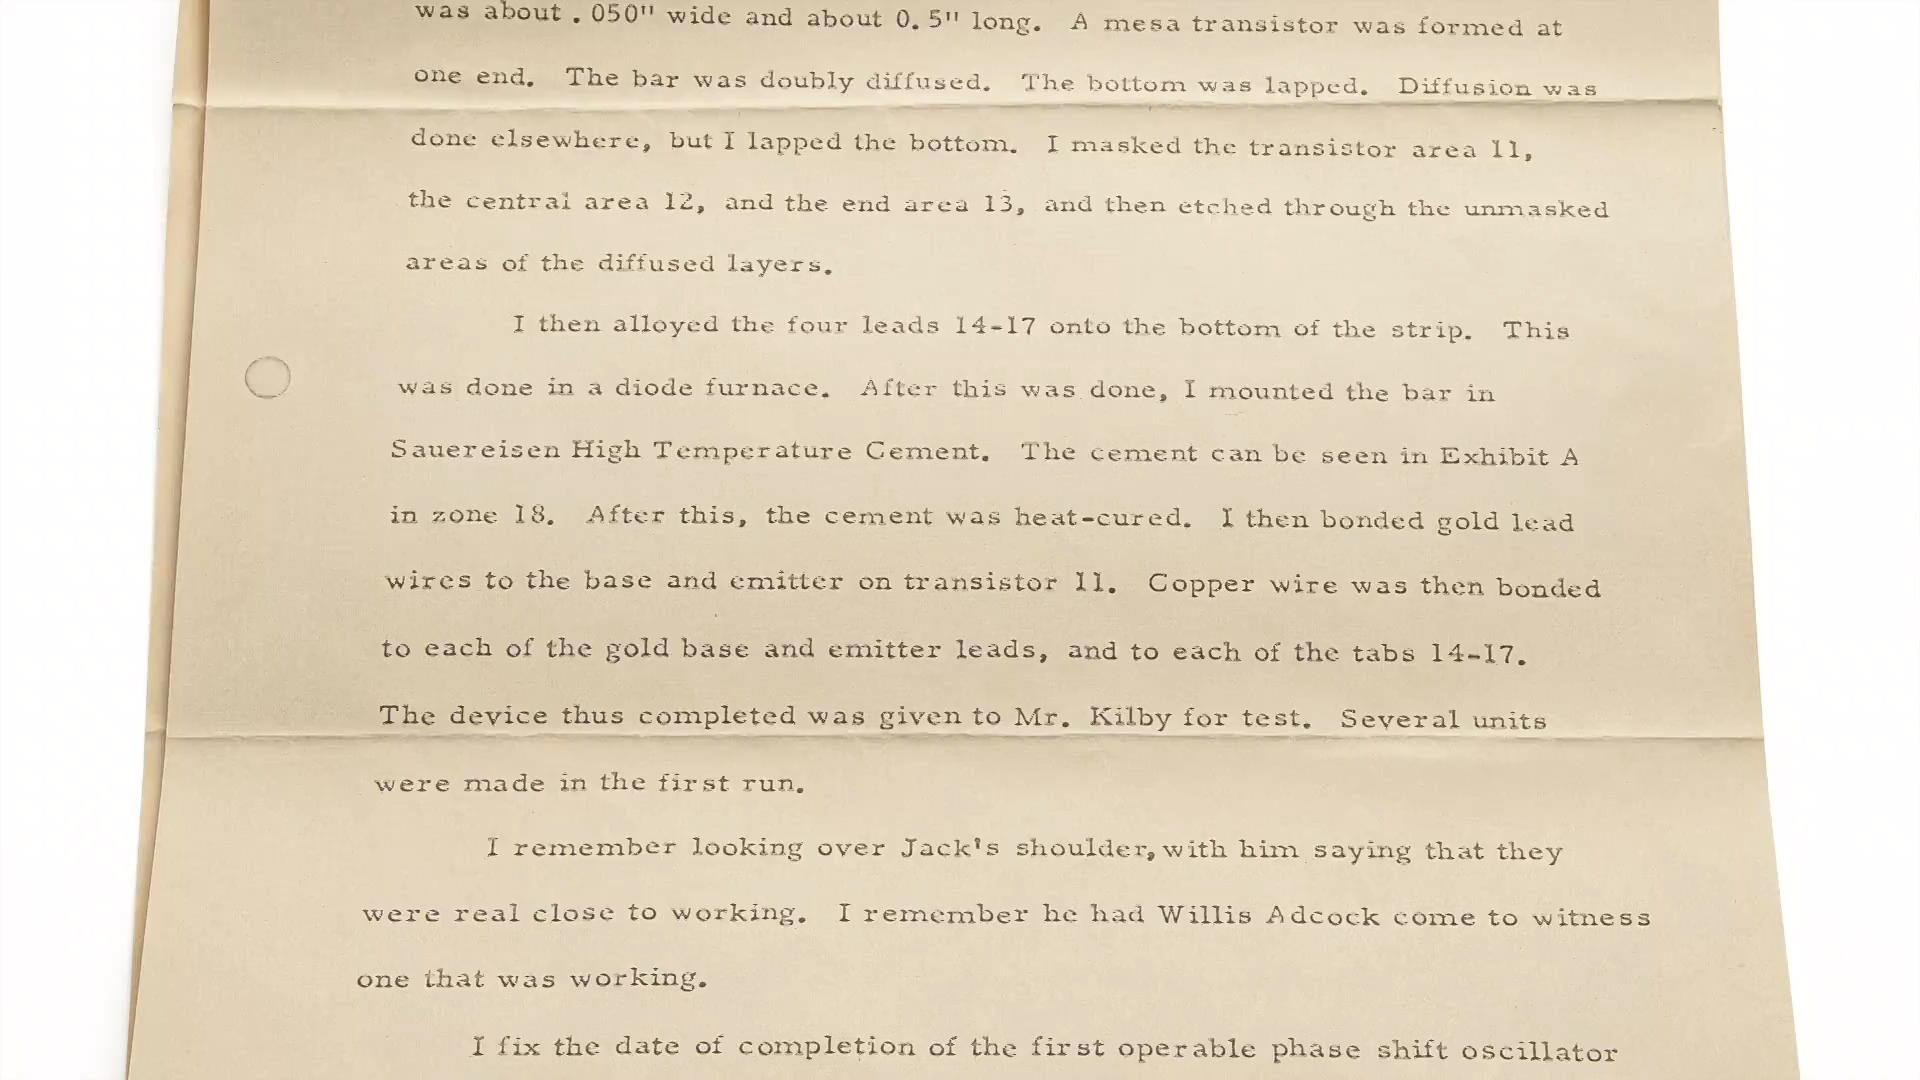 was about .050" wide and about 0.5" long. A mesa transistor was formed at
one end. The bar was doubly diffused. The bottom was lapped. Diffusion was
done elsewhere, but I lapped the bottom. I masked the transistor area 11,
the central area 12, and the end area 13, and then etched through the unmasked
areas of the diffused layers.
I then alloyed the four leads 14-17 onto the bottom of the strip. This
was done in a diode furnace. After this was done, I mounted the bar in
Sauereisen High Temperature Cement. The cement can be seen in Exhibit A
in zone 18. After this, the cement was heat-cured. I then bonded gold lead
wires to the base and emitter on transistor 11. Copper wire was then bonded
to each of the gold base and emitter leads, and to each of the tabs 14-17.
The device thus completed was given to Mr. Kilby for test. Several units
were made in the first run.
I remember looking over Jack's shoulder, with him saying that they
were real close to working. I remember he had Willis Adcock come to witness
one that was working.
I fix the date of completion of the first operable phase shift oscillator